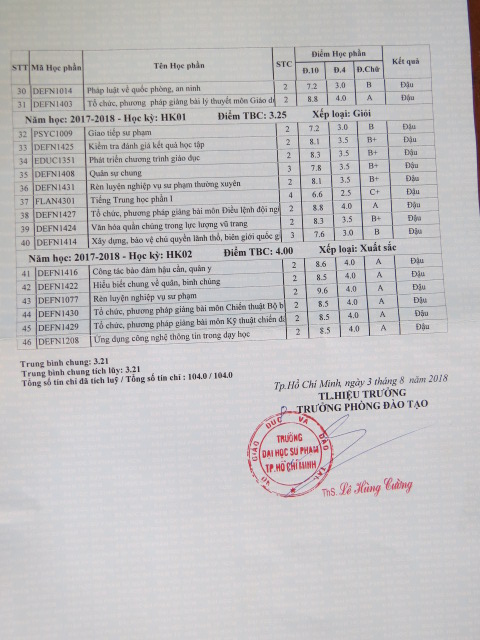 STT Mã Học phần Tên Học phần STC Điểm Học phần Kết quả
Đ.10 Đ.4 Đ.Chữ
30 DEFN1014 Pháp luật về quốc phòng, an ninh 2 7.2 3.0 B Đậu
31 DEFN1403 Tổ chức, phương pháp giảng bài lý thuyết môn Giáo dụ 2 8.8 4.0 A Đậu
Năm học: 2017-2018 - Học kỳ: HK01 Điểm TBC: 3.25 Xếp loại: Giỏi
32 PSYC1009 Giao tiếp sư phạm 2 7.2 3.0 B Đậu
33 DEFN1425 Kiểm tra đánh giá kết quả học tập 2 8.1 3.5 B+ Đậu
34 EDUC1351 Phát triển chương trình giáo dục 2 8.3 3.5 B+ Đậu
35 DEFN1408 Quân sự chung 3 7.8 3.5 B+ Đậu
36 DEFN1431 Rèn luyện nghiệp vụ sư phạm thường xuyên 2 8.1 3.5 B+ Đậu
37 FLAN4301 Tiếng Trung học phần I 4 6.6 2.5 C+ Đậu
38 DEFN1427 Tổ chức, phương pháp giảng bài môn Điều lệnh đội ngũ 2 8.8 4.0 A Đậu
39 DEFN1424 Văn hóa quần chúng trong lực lượng vũ trang 2 8.3 3.5 B+ Đậu
40 DEFN1414 Xây dựng, bảo vệ chủ quyền lãnh thổ, biên giới quốc g 3 7.6 3.0 B Đậu
Năm học: 2017-2018 - Học kỳ: HK02 Điểm TBC: 4.00 Xếp loại: Xuất sắc
41 DEFN1416 Công tác bảo đảm hậu cần, quân y 2 8.6 4.0 A Đậu
42 DEFN1422 Hiểu biết chung về quân, binh chủng 2 8.5 4.0 A Đậu
43 DEFN1077 Rèn luyện nghiệp vụ sư phạm 2 9.6 4.0 A Đậu
44 DEFN1430 Tổ chức, phương pháp giảng bài môn Chiến thuật Bộ b 2 8.5 4.0 A Đậu
45 DEFN1429 Tổ chức, phương pháp giảng bài môn Kỹ thuật chiến đấ 2 8.5 4.0 A Đậu
46 DEFN1208 Ứng dụng công nghệ thông tin trong dạy học 2 8.5 4.0 A Đậu
Trung bình chung: 3.21
Trung bình chung tích lũy: 3.21
Tổng số tín chỉ đã tích luỹ / Tổng số tín chỉ : 104.0 / 104.0
Tp.Hồ Chí Minh, ngày 3 tháng 8 năm 2018
TL.HIỆU TRƯỞNG
TRƯỞNG PHÒNG ĐÀO TẠO
BỘ GIÁO DỤC VÀ ĐÀO TẠO
TRƯỜNG
ĐẠI HỌC SƯ PHẠM
TP.HỒ CHÍ MINH
ThS. Lê Hùng Cường